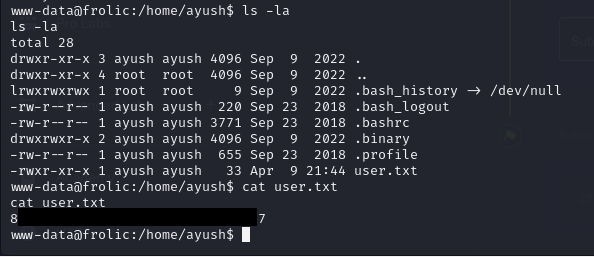 www-data@frolic:/home/ayush$ ls -la
ls -la
total 28
drwxr-xr-x 3 ayush ayush 4096 Sep  9  2022 .
drwxr-xr-x 4 root  root  4096 Sep  9  2022 ..
lrwxrwxrwx 1 root  root     9 Sep  9  2022 .bash_history → /dev/null
-rw-r--r-- 1 ayush ayush  220 Sep 23  2018 .bash_logout
-rw-r--r-- 1 ayush ayush 3771 Sep 23  2018 .bashrc
drwxrwxr-x 2 ayush ayush 4096 Sep  9  2022 .binary
-rw-r--r-- 1 ayush ayush  655 Sep 23  2018 .profile
-rwxr-xr-x 1 ayush ayush   33 Apr  9 21:44 user.txt
www-data@frolic:/home/ayush$ cat user.txt
cat user.txt
8 7
www-data@frolic:/home/ayush$